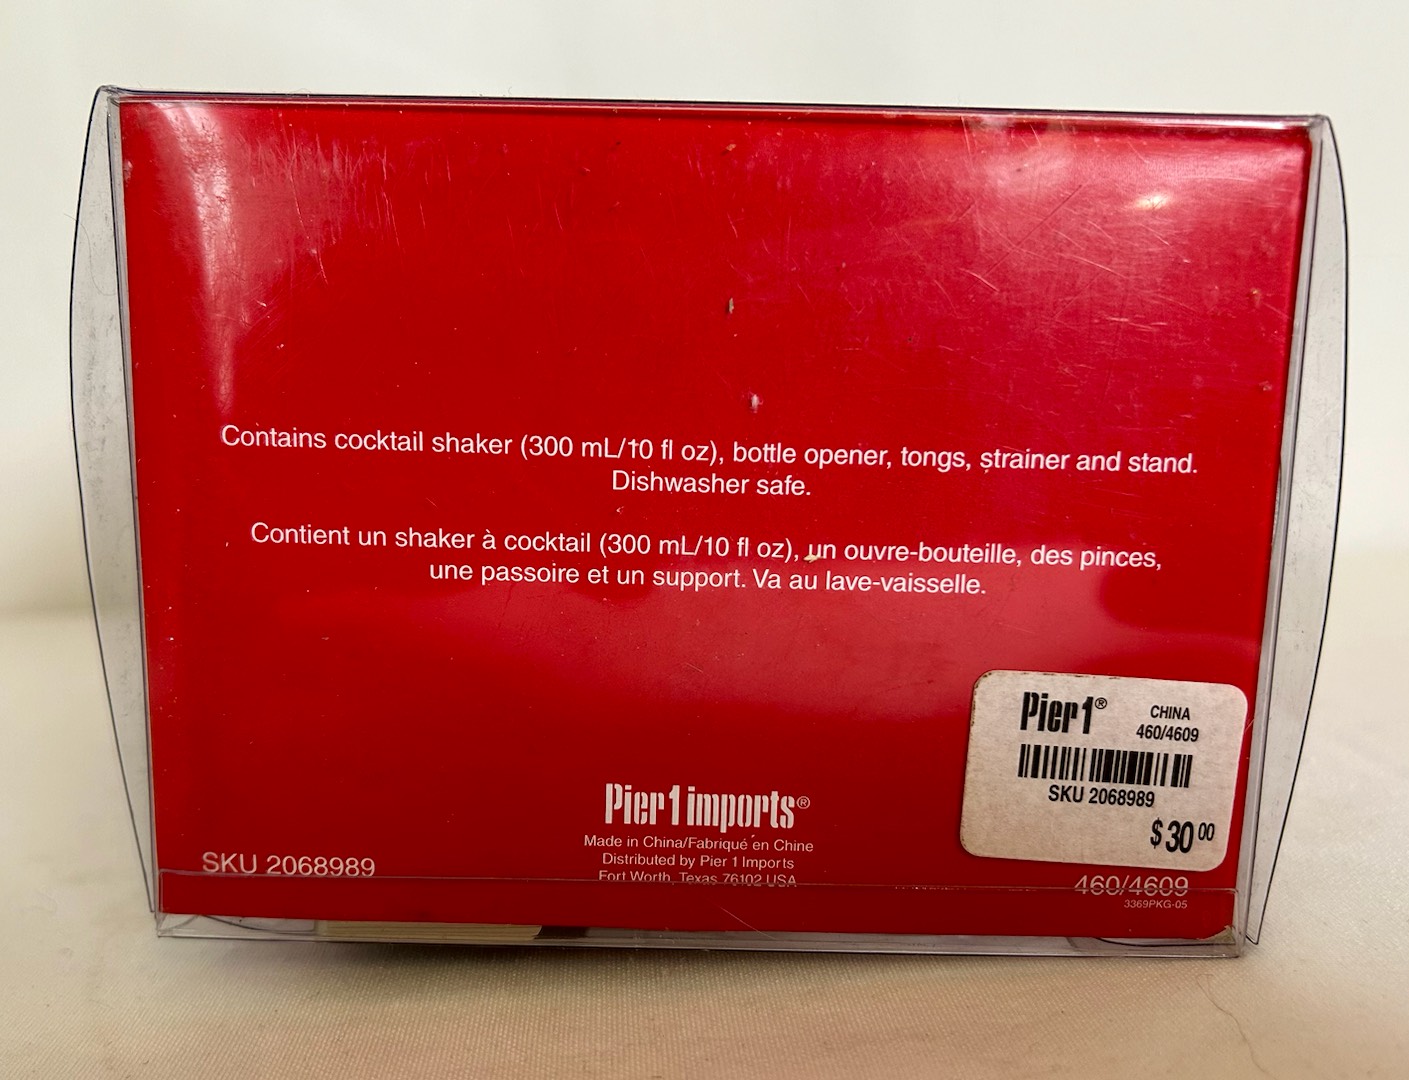 Contains cocktail shaker (300 mL/10 fl oz), bottle opener, tongs, strainer and stand.
Dishwasher safe.
Contient un shaker à cocktail (300 mL/10 fl oz), un ouvre-bouteille, des pinces,
une passoire et un support. Va au lave-vaisselle.
Pier1® CHINA
460/4609
SKU 2068989
$30 00
Pier 1 imports®
Made in China/Fabriqué en Chine
Distributed by Pier 1 Imports
Fort Worth, Texas 76102 USA
SKU 2068989
460/4609
3369PKG-05